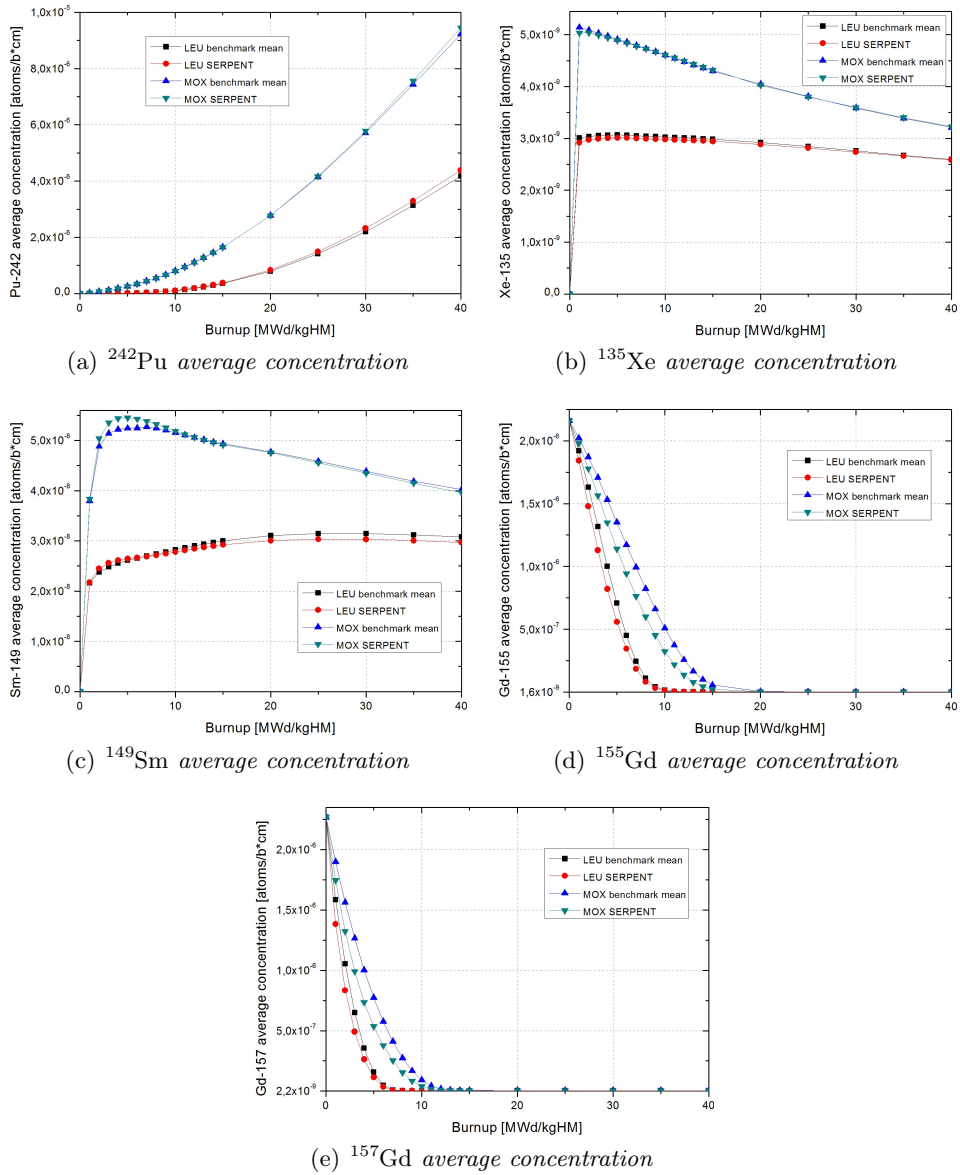 1,0x10⁻⁵
8,0x10⁻⁶
6,0x10⁻⁶
4,0x10⁻⁶
2,0x10⁻⁶
0,0
Pu-242 average concentration [atoms/b*cm]
LEU benchmark mean
LEU SERPENT
MOX benchmark mean
MOX SERPENT
0 10 20 30 40
Burnup [MWd/kgHM]
(a) ²⁴²Pu average concentration
5,0x10⁻⁹
4,0x10⁻⁹
3,0x10⁻⁹
2,0x10⁻⁹
1,0x10⁻⁹
0,0
Xe-135 average concentration [atoms/b*cm]
LEU benchmark mean
LEU SERPENT
MOX benchmark mean
MOX SERPENT
0 10 20 30 40
Burnup [MWd/kgHM]
(b) ¹³⁵Xe average concentration
5,0x10⁻⁸
4,0x10⁻⁸
3,0x10⁻⁸
2,0x10⁻⁸
1,0x10⁻⁸
0,0
Sm-149 average concentration [atoms/b*cm]
LEU benchmark mean
LEU SERPENT
MOX benchmark mean
MOX SERPENT
0 10 20 30 40
Burnup [MWd/kgHM]
(c) ¹⁴⁹Sm average concentration
2,0x10⁻⁶
1,5x10⁻⁶
1,0x10⁻⁶
5,0x10⁻⁷
1,6x10⁻⁹
Gd-155 average concentration [atoms/b*cm]
LEU benchmark mean
LEU SERPENT
MOX benchmark mean
MOX SERPENT
0 10 20 30 40
Burnup [MWd/kgHM]
(d) ¹⁵⁵Gd average concentration
2,0x10⁻⁶
1,5x10⁻⁶
1,0x10⁻⁶
5,0x10⁻⁷
2,2x10⁻⁹
Gd-157 average concentration [atoms/b*cm]
LEU benchmark mean
LEU SERPENT
MOX benchmark mean
MOX SERPENT
0 10 20 30 40
Burnup [MWd/kgHM]
(e) ¹⁵⁷Gd average concentration